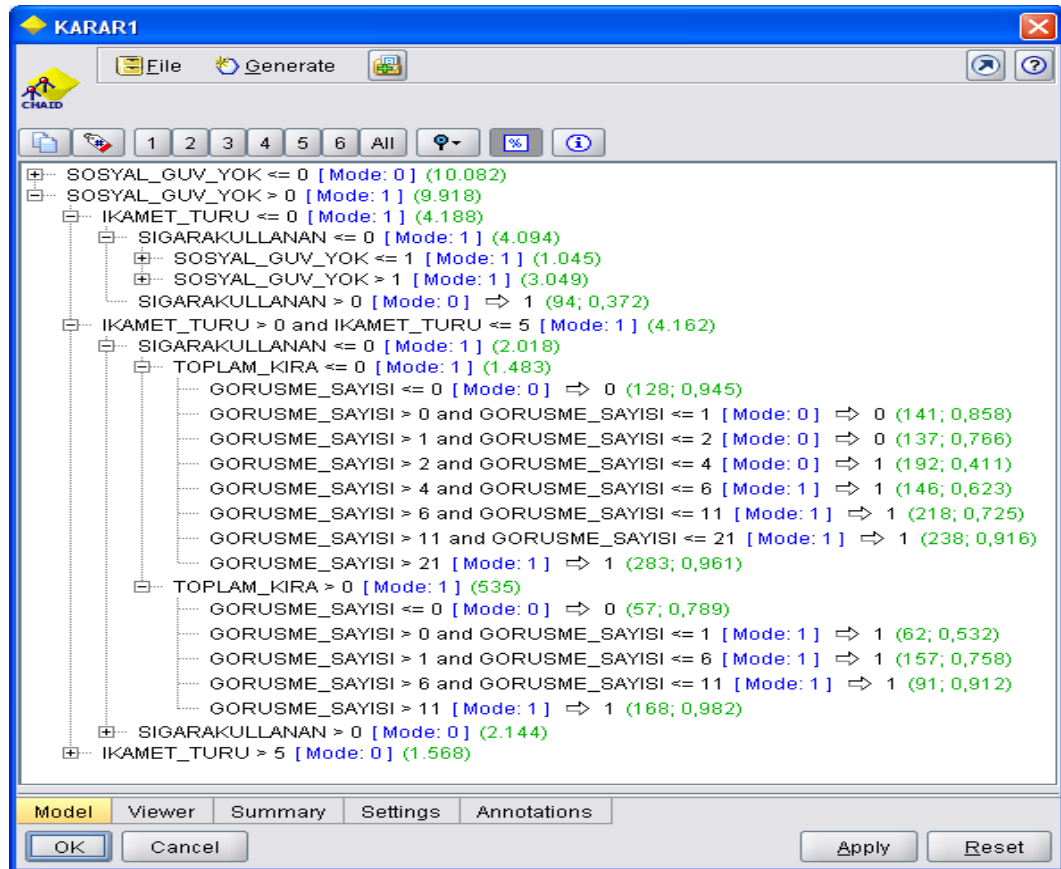 KARAR1
File Generate
CHAID
1 2 3 4 5 6 All %
SOSYAL_GUV_YOK <= 0 [ Mode: 0 ] (10.082)
SOSYAL_GUV_YOK > 0 [ Mode: 1 ] (9.918)
IKAMET_TURU <= 0 [ Mode: 1 ] (4.188)
SIGARAKULLANAN <= 0 [ Mode: 1 ] (4.094)
SOSYAL_GUV_YOK <= 1 [ Mode: 1 ] (1.045)
SOSYAL_GUV_YOK > 1 [ Mode: 1 ] (3.049)
SIGARAKULLANAN > 0 [ Mode: 0 ] ⇨ 1 (94; 0,372)
IKAMET_TURU > 0 and IKAMET_TURU <= 5 [ Mode: 1 ] (4.162)
SIGARAKULLANAN <= 0 [ Mode: 1 ] (2.018)
TOPLAM_KIRA <= 0 [ Mode: 1 ] (1.483)
GORUSME_SAYISI <= 0 [ Mode: 0 ] ⇨ 0 (128; 0,945)
GORUSME_SAYISI > 0 and GORUSME_SAYISI <= 1 [ Mode: 0 ] ⇨ 0 (141; 0,858)
GORUSME_SAYISI > 1 and GORUSME_SAYISI <= 2 [ Mode: 0 ] ⇨ 0 (137; 0,766)
GORUSME_SAYISI > 2 and GORUSME_SAYISI <= 4 [ Mode: 0 ] ⇨ 1 (192; 0,411)
GORUSME_SAYISI > 4 and GORUSME_SAYISI <= 6 [ Mode: 1 ] ⇨ 1 (146; 0,623)
GORUSME_SAYISI > 6 and GORUSME_SAYISI <= 11 [ Mode: 1 ] ⇨ 1 (218; 0,725)
GORUSME_SAYISI > 11 and GORUSME_SAYISI <= 21 [ Mode: 1 ] ⇨ 1 (238; 0,916)
GORUSME_SAYISI > 21 [ Mode: 1 ] ⇨ 1 (283; 0,961)
TOPLAM_KIRA > 0 [ Mode: 1 ] (535)
GORUSME_SAYISI <= 0 [ Mode: 0 ] ⇨ 0 (57; 0,789)
GORUSME_SAYISI > 0 and GORUSME_SAYISI <= 1 [ Mode: 1 ] ⇨ 1 (62; 0,532)
GORUSME_SAYISI > 1 and GORUSME_SAYISI <= 6 [ Mode: 1 ] ⇨ 1 (157; 0,758)
GORUSME_SAYISI > 6 and GORUSME_SAYISI <= 11 [ Mode: 1 ] ⇨ 1 (91; 0,912)
GORUSME_SAYISI > 11 [ Mode: 1 ] ⇨ 1 (168; 0,982)
SIGARAKULLANAN > 0 [ Mode: 0 ] (2.144)
IKAMET_TURU > 5 [ Mode: 0 ] (1.568)
Model Viewer Summary Settings Annotations
OK Cancel Apply Reset